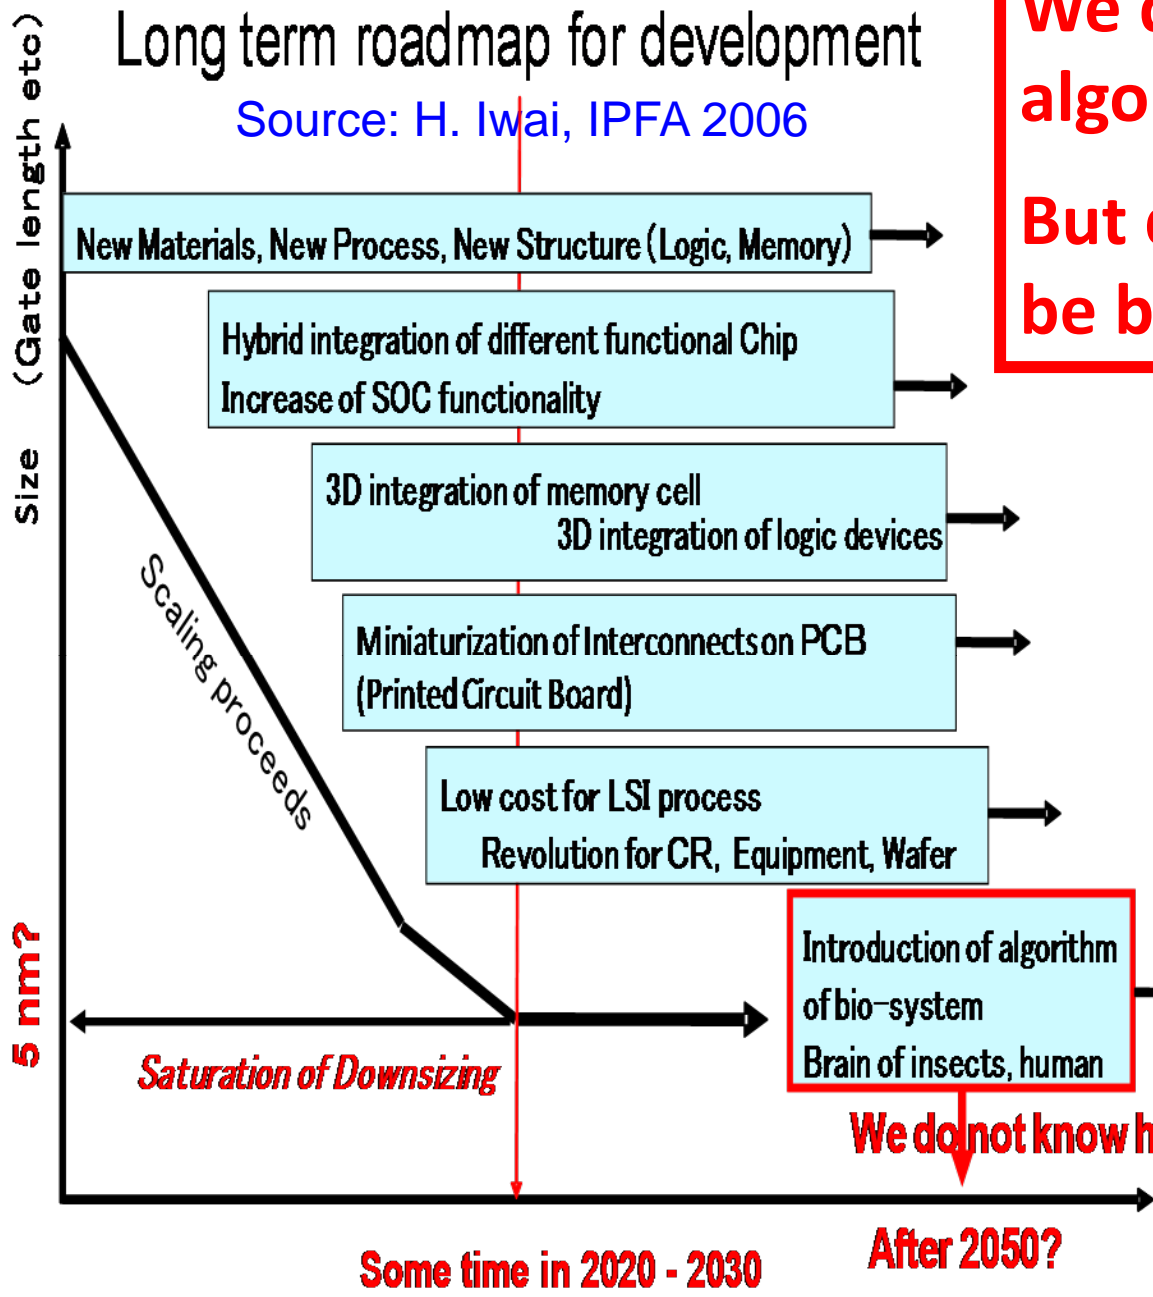 Long term roadmap for development
Source: H. Iwai, IPFA 2006
We
algo
But
be b
Size (Gate length etc)
New Materials, New Process, New Structure (Logic, Memory)
Hybrid integration of different functional Chip
Increase of SOC functionality
3D integration of memory cell
3D integration of logic devices
Miniaturization of Interconnects on PCB
(Printed Circuit Board)
Scaling proceeds
Low cost for LSI process
Revolution for CR, Equipment, Wafer
Introduction of algorithm
of bio-system
Brain of insects, human
5 nm?
Saturation of Downsizing
We do not know h
After 2050?
Some time in 2020 - 2030